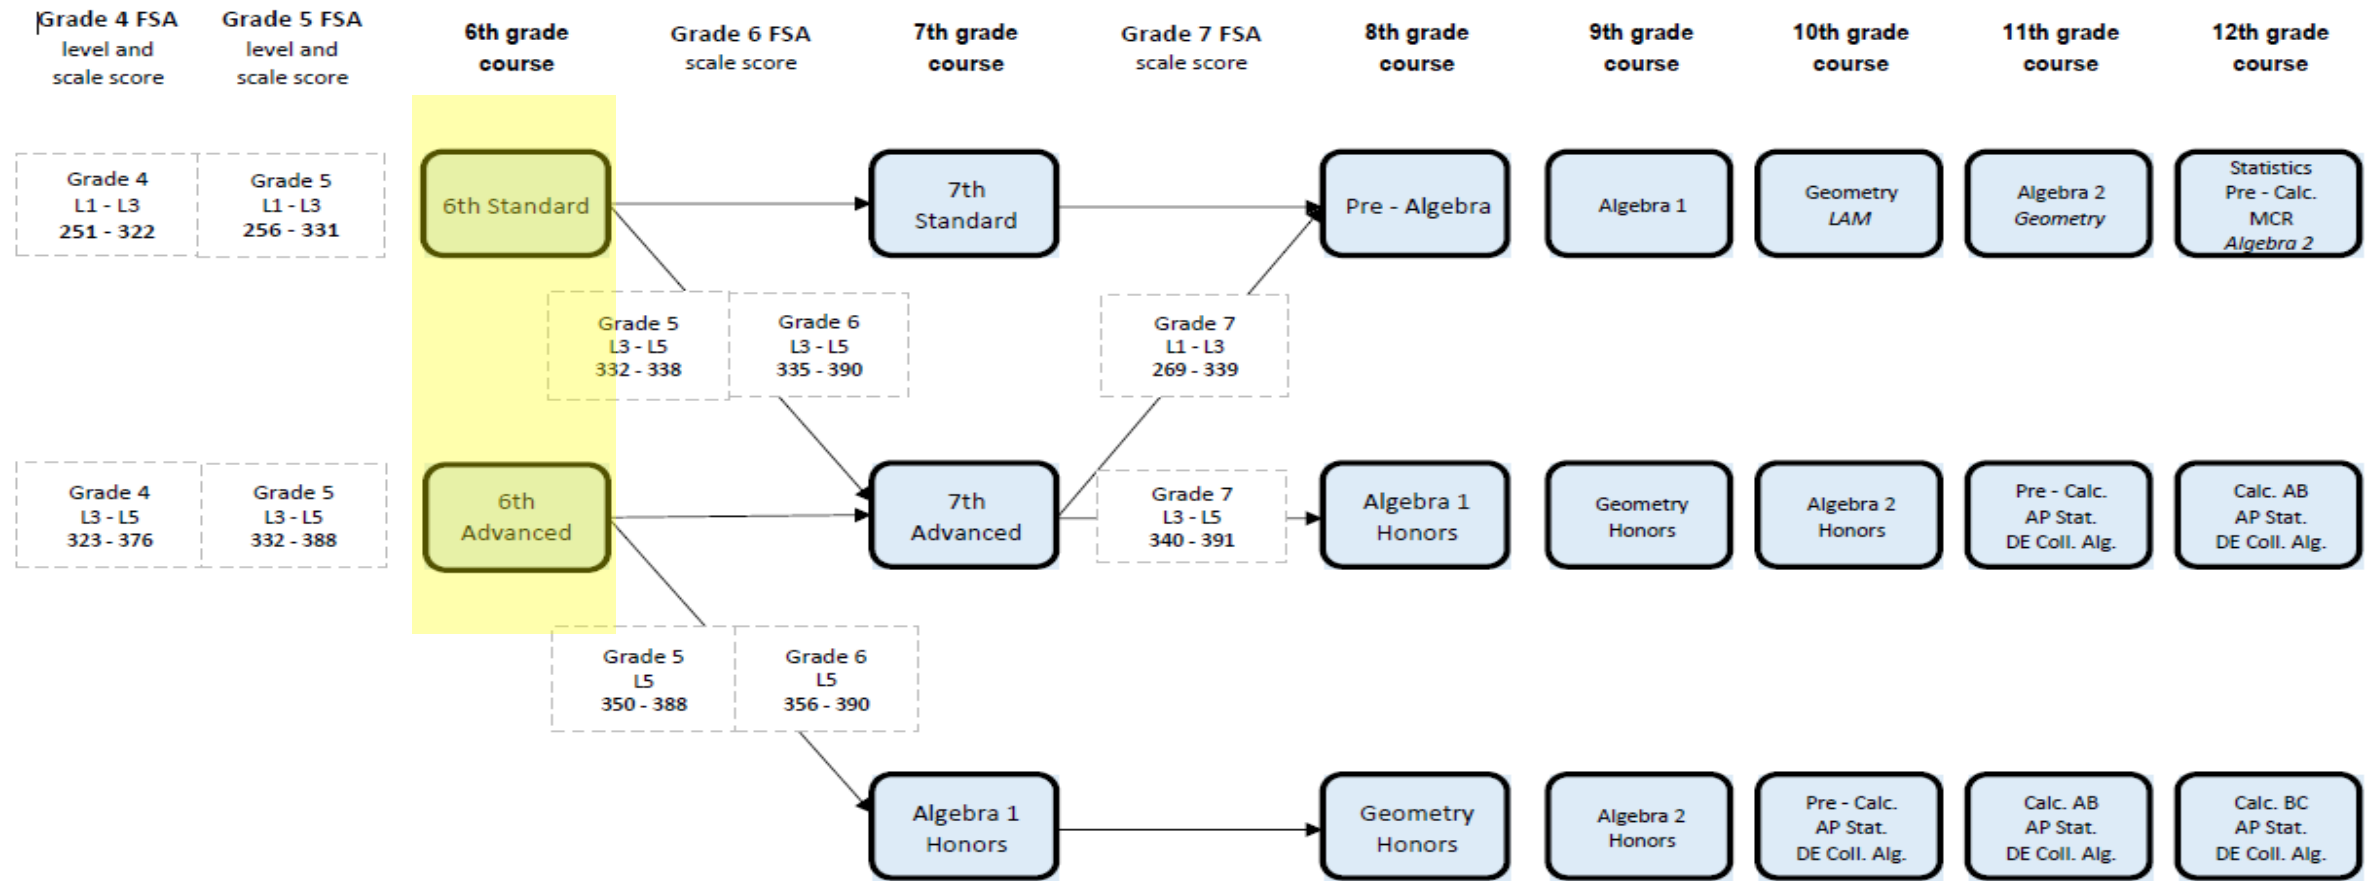 Grade 4 FSA
level and
scale score
Grade 5 FSA
level and
scale score
6th grade
course
Grade 6 FSA
scale score
7th grade
course
Grade 7 FSA
scale score
8th grade
course
9th grade
course
10th grade
course
11th grade
course
12th grade
course
Grade 4
L1 - L3
251 - 322
Grade 5
L1 - L3
256 - 331
6th Standard
7th
Standard
Pre - Algebra
Algebra 1
Geometry
LAM
Algebra 2
Geometry
Statistics
Pre - Calc.
MCR
Algebra 2
Grade 5
L3 - L5
332 - 338
Grade 6
L3 - L5
335 - 390
Grade 7
L1 - L3
269 - 339
Grade 4
L3 - L5
323 - 376
Grade 5
L3 - L5
332 - 388
6th
Advanced
7th
Advanced
Grade 7
L3 - L5
340 - 391
Algebra 1
Honors
Geometry
Honors
Algebra 2
Honors
Pre - Calc.
AP Stat.
DE Coll. Alg.
Calc. AB
AP Stat.
DE Coll. Alg.
Grade 5
L5
350 - 388
Grade 6
L5
356 - 390
Algebra 1
Honors
Geometry
Honors
Algebra 2
Honors
Pre - Calc.
AP Stat.
DE Coll. Alg.
Calc. AB
AP Stat.
DE Coll. Alg.
Calc. BC
AP Stat.
DE Coll. Alg.